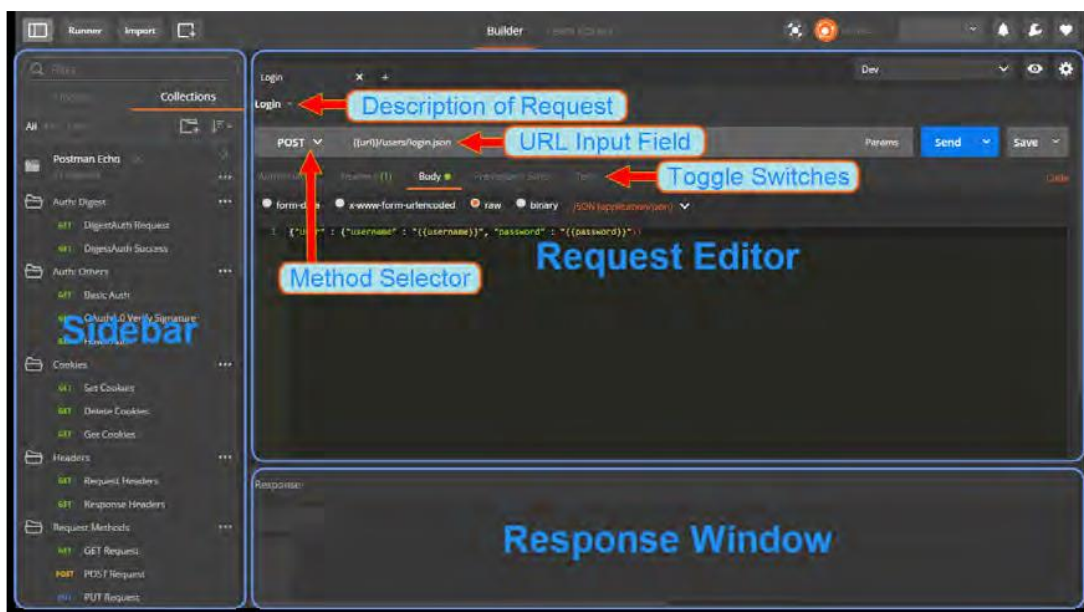 Runner Import
Builder
Collections
All
Postman Echo
Auth: Digest
GET DigestAuth Request
GET DigestAuth Success
Auth: Others
GET Basic Auth
OAuth1.0 Verify Signature
Sidebar
Cookies
GET Set Cookies
GET Delete Cookies
GET Get Cookies
Headers
GET Request Headers
GET Response Headers
Request Methods
GET GET Request
POST POST Request
PUT PUT Request
Login
Dev
Login
Description of Request
POST {{url}}/users/login.json
URL Input Field
Params Send Save
(1) Body
Toggle Switches
Code
form-data x-www-form-urlencoded raw binary JSON (application/json)
1 {"user" : {"username" : "{{username}}", "password" : "{{password}}"}}
Method Selector
Request Editor
Response
Response Window